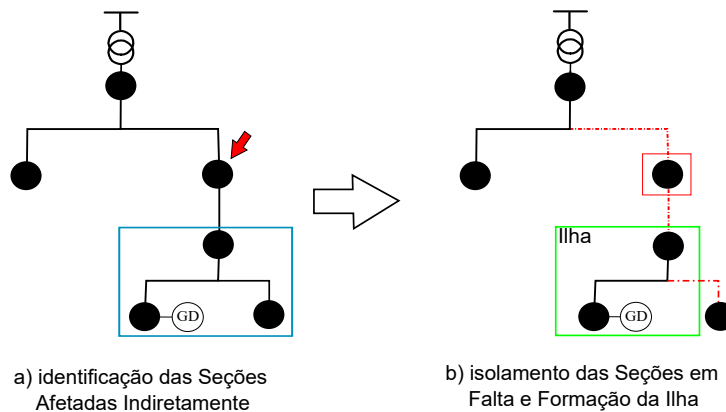 Ilha
GD
GD
a) identificação das Seções
Afetadas Indiretamente
b) isolamento das Seções em
Falta e Formação da Ilha